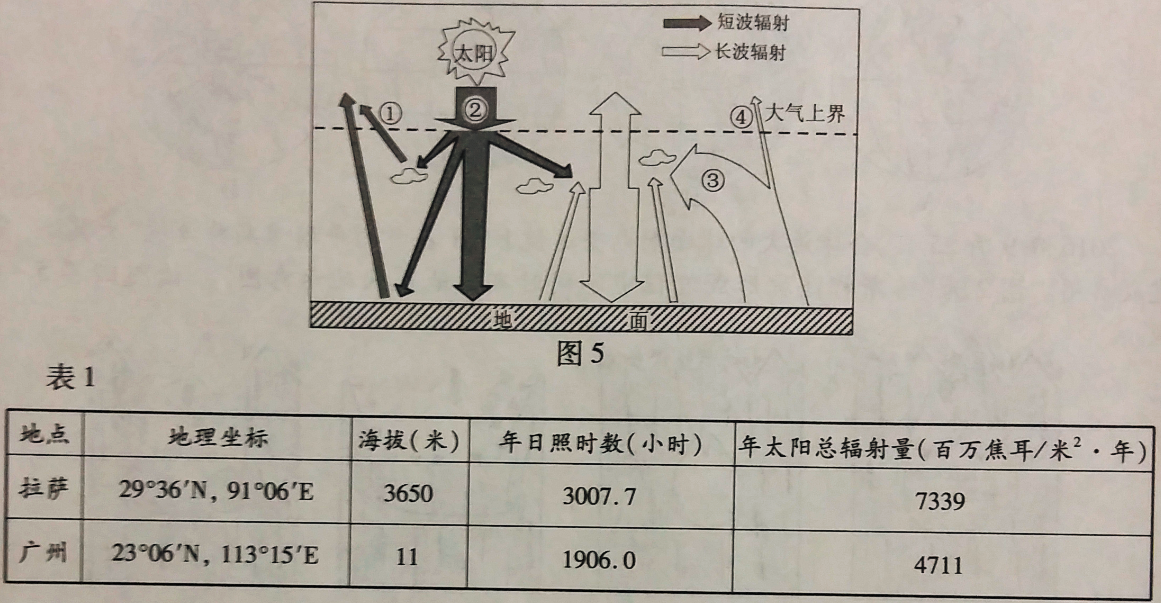 短波辐射
太阳
长波辐射
① ② ④ 大气上界
③
地 面
图5
表1
地点 地理坐标 海拔(米) 年日照时数(小时) 年太阳总辐射量(百万焦耳/米²·年)
拉萨 29°36′N, 91°06′E 3650 3007.7 7339
广州 23°06′N, 113°15′E 11 1906.0 4711